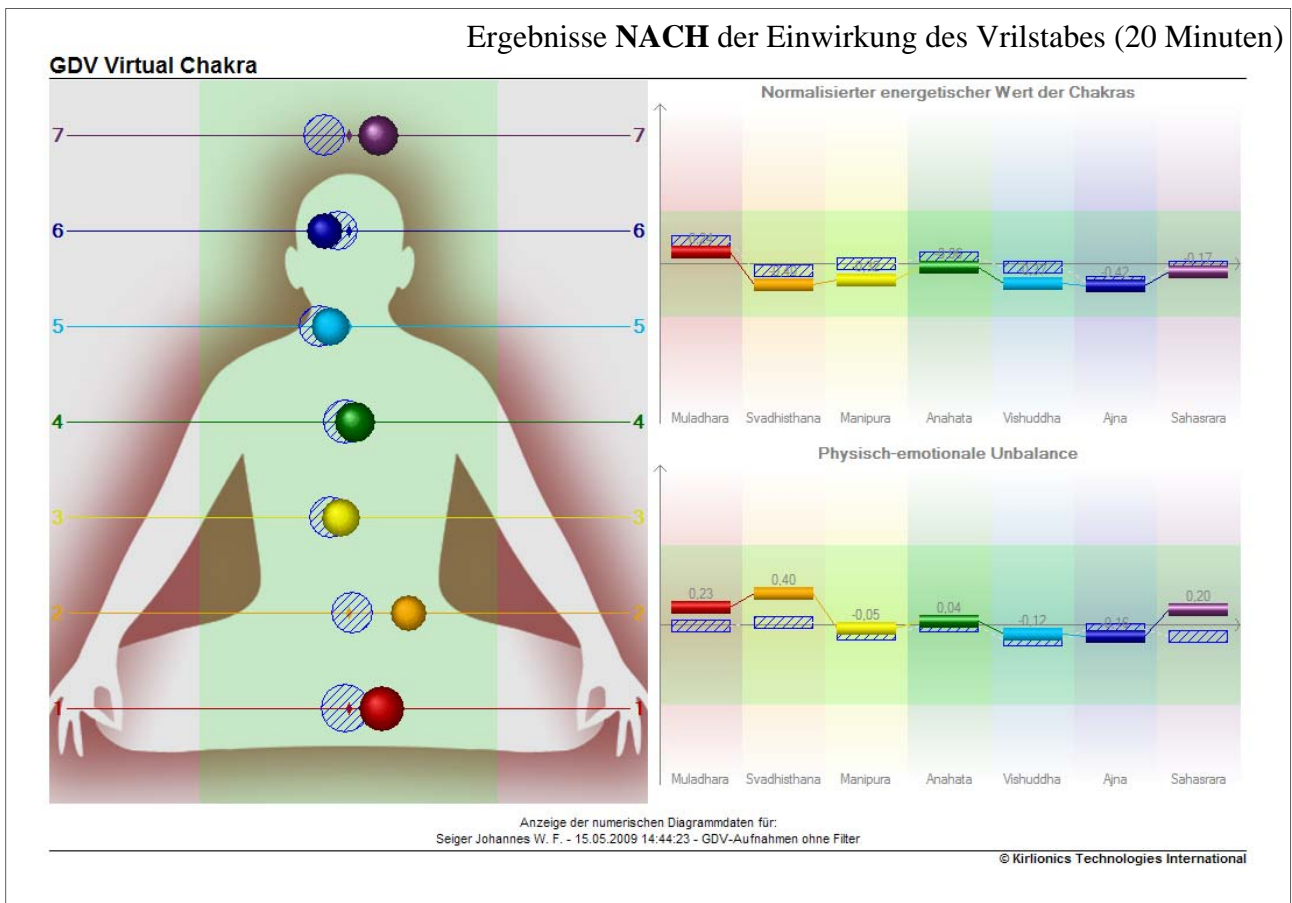 Ergebnisse NACH der Einwirkung des Vrilstabes (20 Minuten)
GDV Virtual Chakra
7 7
6 6
5 5
4 4
3 3
2 2
1 1
Normalisierter energetischer Wert der Chakras
-0,42 -0,17
Muladhara Svadhisthana Manipura Anahata Vishuddha Ajna Sahasrara
Physisch-emotionale Unbalance
0,23 0,40 -0,05 0,04 -0,12 -0,16 0,20
Muladhara Svadhisthana Manipura Anahata Vishuddha Ajna Sahasrara
Anzeige der numerischen Diagrammdaten für:
Seiger Johannes W. F. - 15.05.2009 14:44:23 - GDV-Aufnahmen ohne Filter
© Kirlionics Technologies International